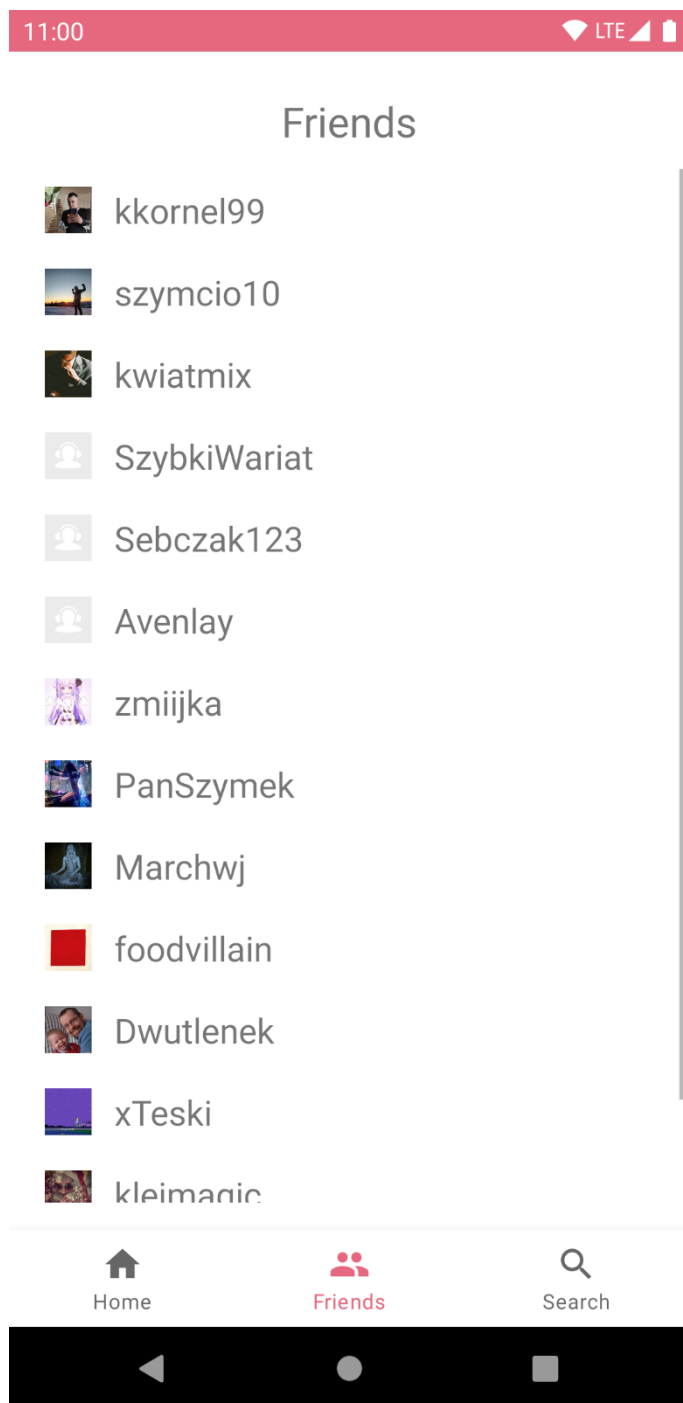 11:00 LTE
Friends
kkornel99
szymcio10
kwiatmix
SzybkiWariat
Sebczak123
Avenlay
zmiijka
PanSzymek
Marchwj
foodvillain
Dwutlenek
xTeski
kleimagic
Home Friends Search